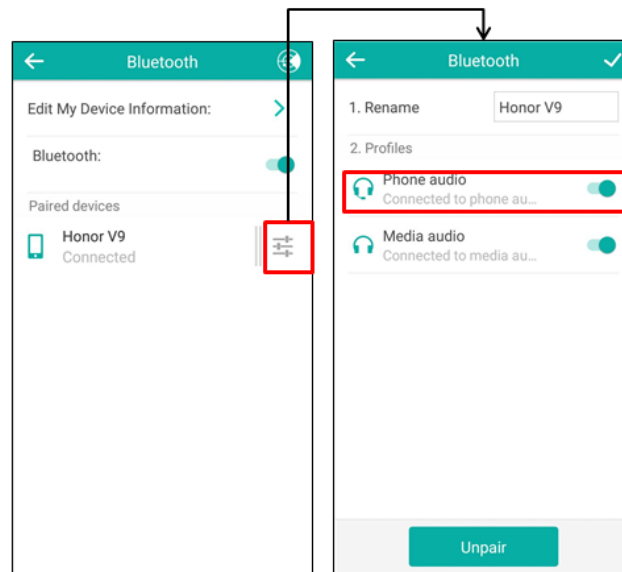 Bluetooth
Edit My Device Information:
Bluetooth:
Paired devices
Honor V9
Connected
Bluetooth
1. Rename
Honor V9
2. Profiles
Phone audio
Connected to phone au...
Media audio
Connected to media au...
Unpair